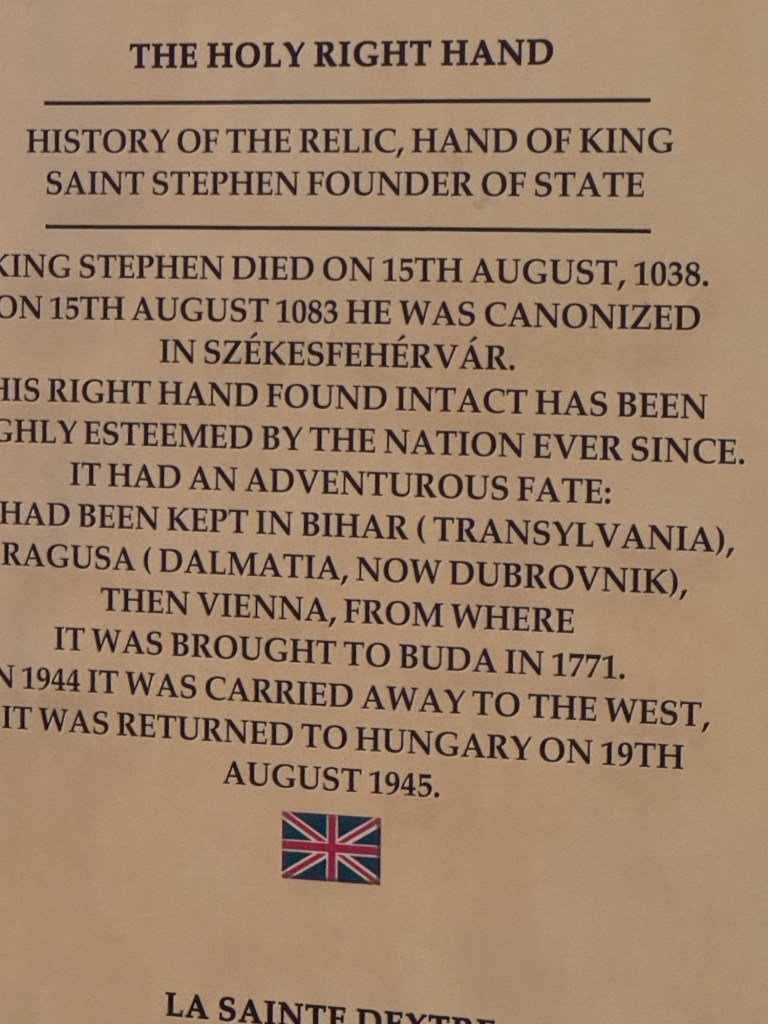 THE HOLY RIGHT HAND
HISTORY OF THE RELIC, HAND OF KING
SAINT STEPHEN FOUNDER OF STATE
KING STEPHEN DIED ON 15TH AUGUST, 1038.
ON 15TH AUGUST 1083 HE WAS CANONIZED
IN SZÉKESFEHÉRVÁR.
HIS RIGHT HAND FOUND INTACT HAS BEEN
GHLY ESTEEMED BY THE NATION EVER SINCE.
IT HAD AN ADVENTUROUS FATE:
HAD BEEN KEPT IN BIHAR ( TRANSYLVANIA),
RAGUSA ( DALMATIA, NOW DUBROVNIK),
THEN VIENNA, FROM WHERE
IT WAS BROUGHT TO BUDA IN 1771.
N 1944 IT WAS CARRIED AWAY TO THE WEST,
IT WAS RETURNED TO HUNGARY ON 19TH
AUGUST 1945.
LA SAINTE DEXTRE